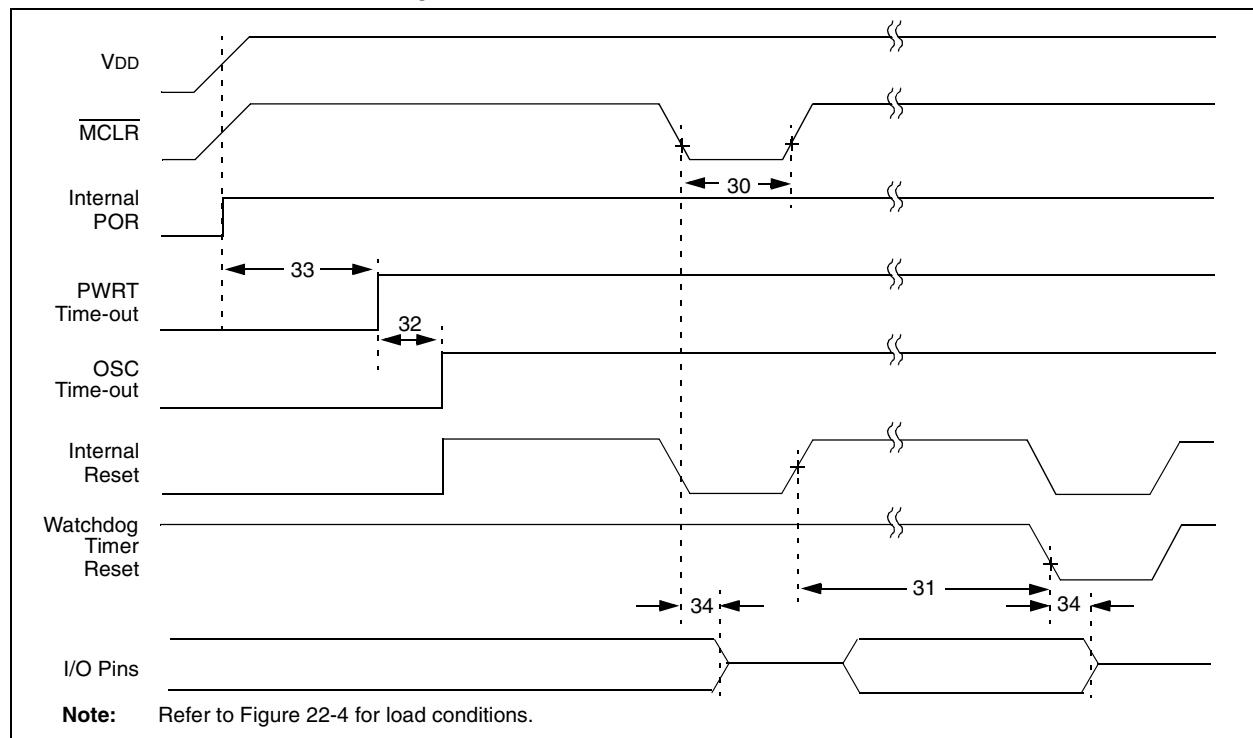 VDD
MCLR
30
Internal
POR
33
PWRT
Time-out
32
OSC
Time-out
Internal
Reset
Watchdog
Timer
Reset
31
34
34
I/O Pins
Note: Refer to Figure 22-4 for load conditions.